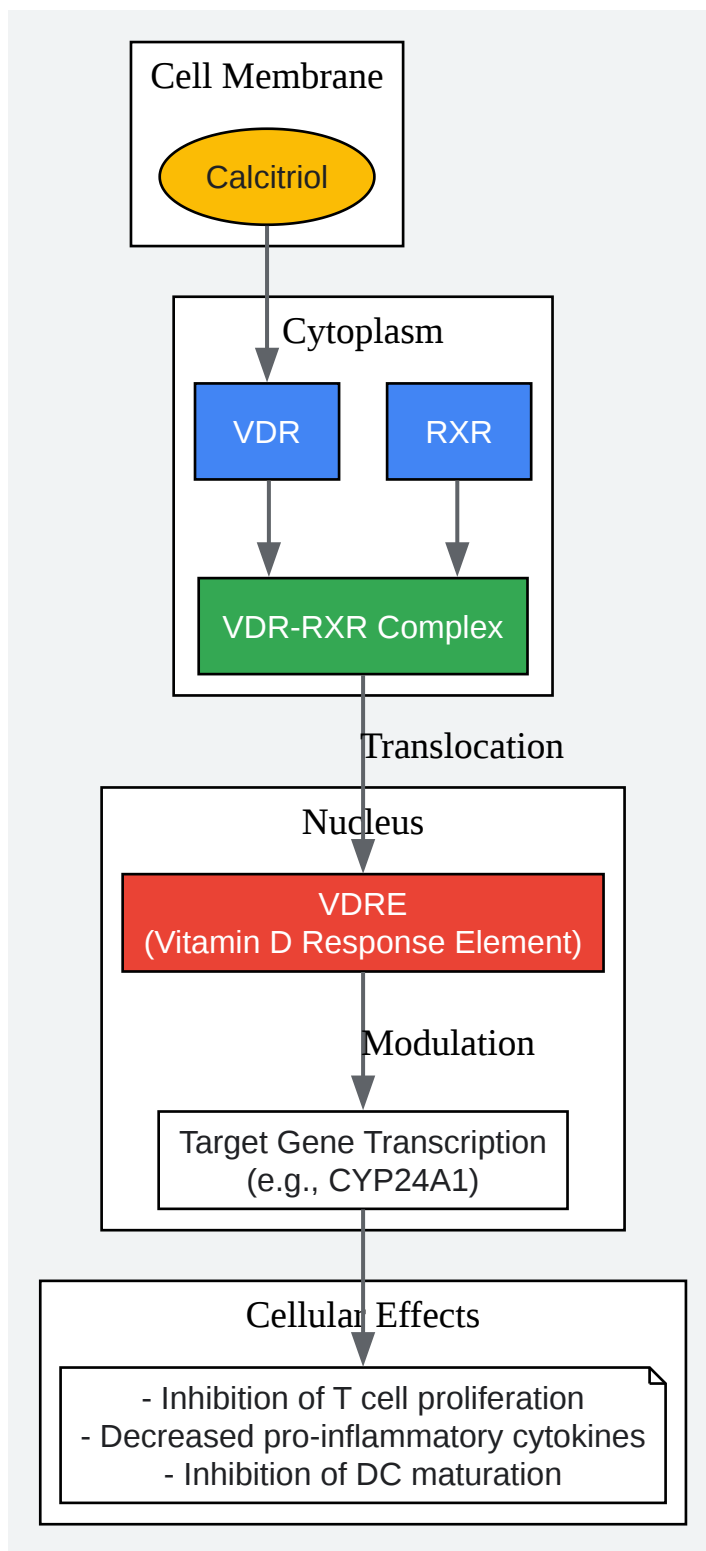 Cell Membrane
Calcitriol
Cytoplasm
VDR
RXR
VDR-RXR Complex
Translocation
Nucleus
VDRE
(Vitamin D Response Element)
Modulation
Target Gene Transcription
(e.g., CYP24A1)
Cellular Effects
- Inhibition of T cell proliferation
- Decreased pro-inflammatory cytokines
- Inhibition of DC maturation